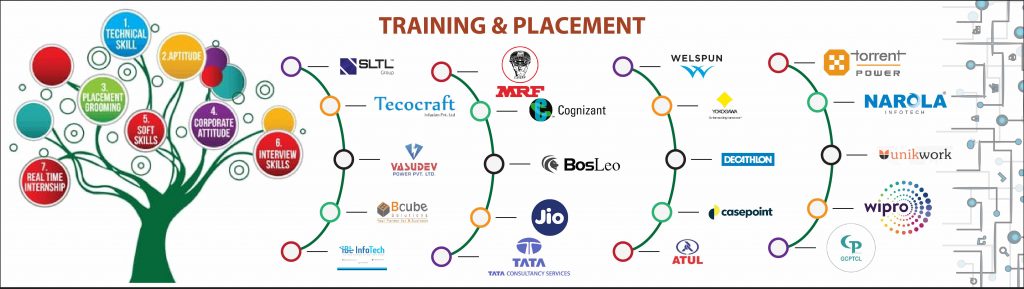 TRAINING & PLACEMENT
1.
TECHNICAL
SKILL
2.APTITUDE
3.
PLACEMENT
GROOMING
4.
CORPORATE
ATTITUDE
5.
SOFT
SKILLS
6.
INTERVIEW
SKILLS
7.
REAL TIME
INTERNSHIP
SLTL
Group
Tecocraft
Infusion Pvt. Ltd
VASUDEV
POWER PVT. LTD.
Bcube
Solutions
InfoTech
MRF
Cognizant
BOSLEO
Jio
TATA
TATA CONSULTANCY SERVICES
WELSPUN
YOKOGAWA
DECATHLON
casepoint
ATUL
torrent
POWER
NAROLA
INFOTECH
unikwork
wipro
GP
GCPTCL